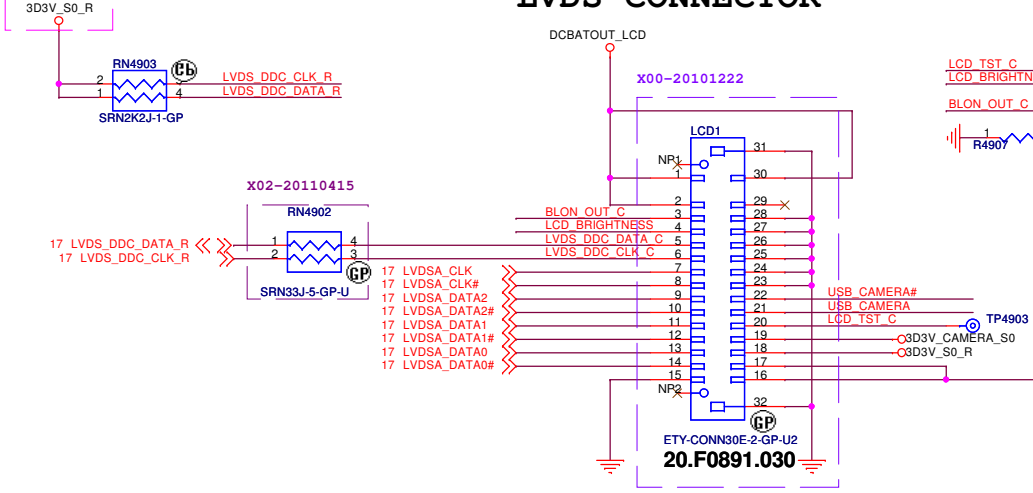 LVDS CONNECTOR
3D3V_S0_R
DCBATOUT_LCD
RN4903
2
3
LVDS_DDC_CLK_R
1
4
LVDS_DDC_DATA_R
SRN2K2J-1-GP
X00-20101222
LCD_TST_C
LCD_BRIGHTN
BLON_OUT_C
1
R4907
LCD1
31
NP1
1
30
X02-20110415
RN4902
2
29
BLON_OUT_C
3
28
LCD_BRIGHTNESS
4
27
17 LVDS_DDC_DATA_R
1
4
LVDS_DDC_DATA_C
5
26
17 LVDS_DDC_CLK_R
2
3
LVDS_DDC_CLK_C
6
25
GP
SRN33J-5-GP-U
17 LVDSA_CLK
7
24
17 LVDSA_CLK#
8
23
17 LVDSA_DATA2
9
22
USB_CAMERA#
17 LVDSA_DATA2#
10
21
USB_CAMERA
17 LVDSA_DATA1
11
20
LCD_TST_C
TP4903
17 LVDSA_DATA1#
12
19
3D3V_CAMERA_S0
17 LVDSA_DATA0
13
18
3D3V_S0_R
17 LVDSA_DATA0#
14
17
15
16
NP2
32
GP
ETY-CONN30E-2-GP-U2
20.F0891.030